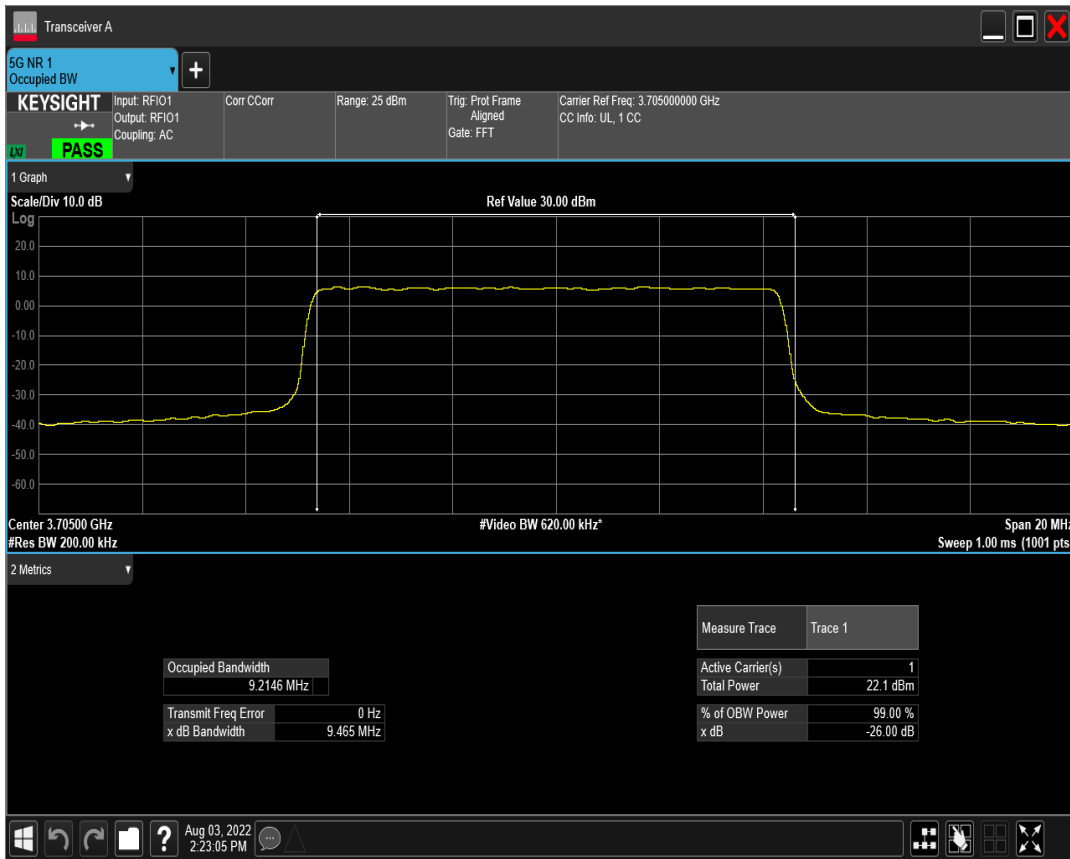 Transceiver A
5G NR 1
Occupied BW
KEYSIGHT
LXI
PASS
Input: RFIO1
Output: RFIO1
Coupling: AC
Corr CCorr
Range: 25 dBm
Trig: Prot Frame
Aligned
Gate: FFT
Carrier Ref Freq: 3.705000000 GHz
CC Info: UL, 1 CC
1 Graph
Scale/Div 10.0 dB
Ref Value 30.00 dBm
Log
20.0
10.0
0.00
-10.0
-20.0
-30.0
-40.0
-50.0
-60.0
Center 3.70500 GHz
#Video BW 620.00 kHz*
Span 20 MHz
#Res BW 200.00 kHz
Sweep 1.00 ms (1001 pts
2 Metrics
Measure Trace Trace 1
Occupied Bandwidth
9.2146 MHz
Active Carrier(s) 1
Total Power 22.1 dBm
Transmit Freq Error 0 Hz
x dB Bandwidth 9.465 MHz
% of OBW Power 99.00 %
x dB -26.00 dB
?
Aug 03, 2022
2:23:05 PM